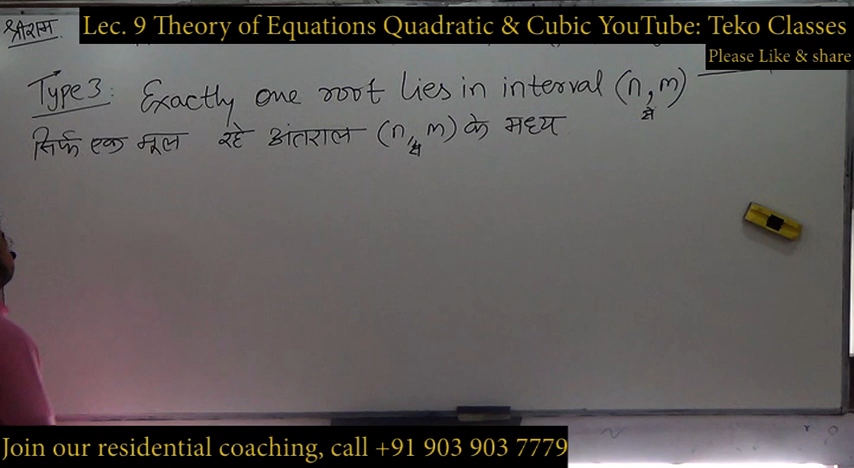 श्रीराम.
Lec. 9 Theory of Equations Quadratic & Cubic YouTube: Teko Classes
Please Like & share
Type 3: Exactly one root lies in interval (n, m)
से
सिर्फ एक मूल रहे अंतराल (n, m) के मध्य
से
Join our residential coaching, call +91 903 903 7779